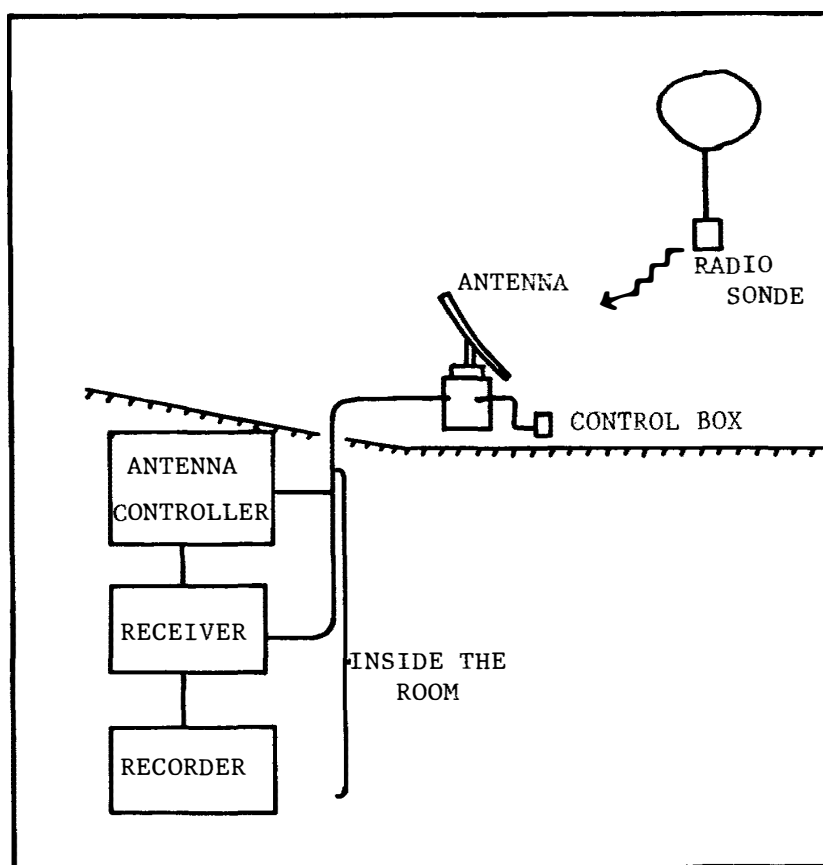 RADIO
SONDE
ANTENNA
CONTROL BOX
ANTENNA
CONTROLLER
RECEIVER
INSIDE THE
ROOM
RECORDER